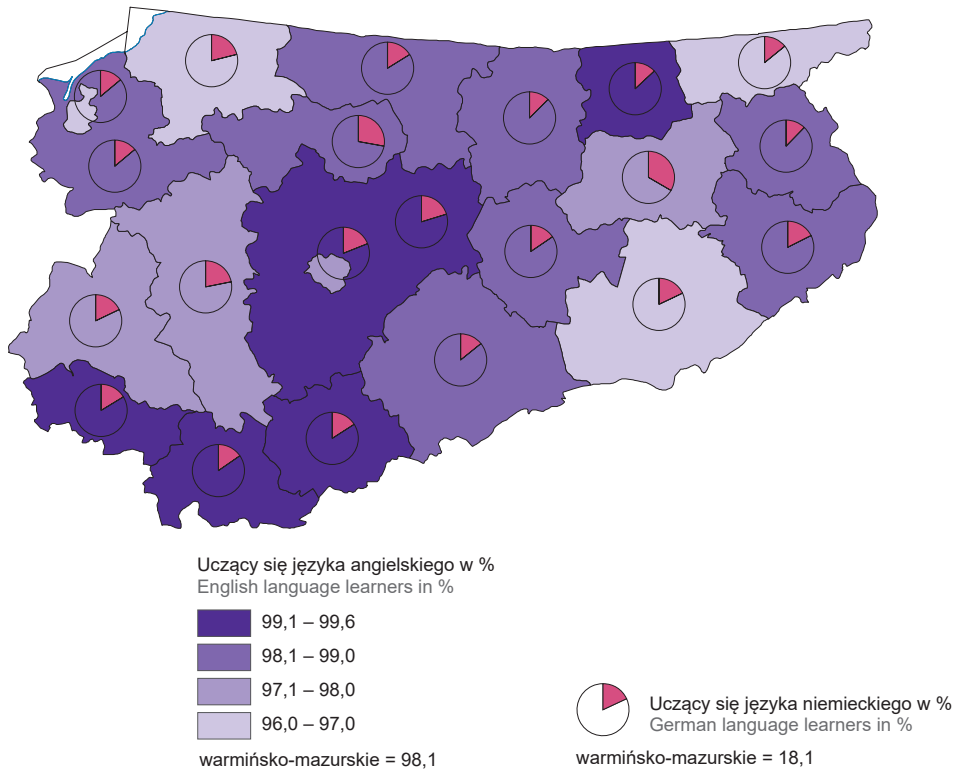 Uczący się języka angielskiego w %
English language learners in %
99,1 – 99,6
98,1 – 99,0
97,1 – 98,0
96,0 – 97,0
warmińsko-mazurskie = 98,1
Uczący się języka niemieckiego w %
German language learners in %
warmińsko-mazurskie = 18,1